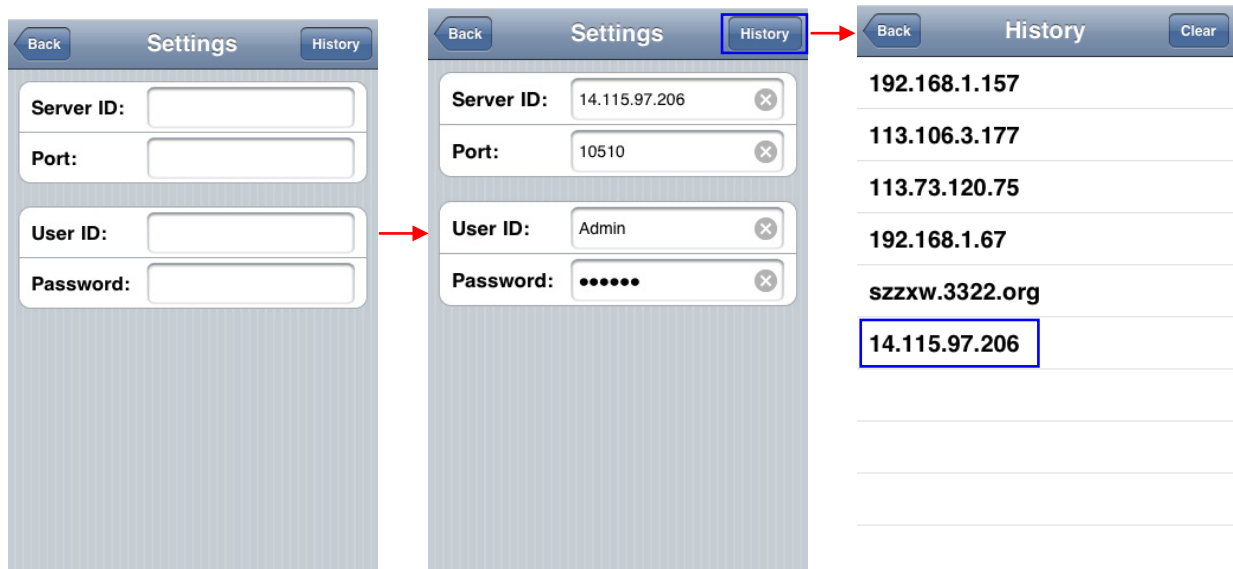 Back Settings History
Server ID:
Port:
User ID:
Password:
Back Settings History
Server ID: 14.115.97.206
Port: 10510
User ID: Admin
Password: ●●●●●●
Back History Clear
192.168.1.157
113.106.3.177
113.73.120.75
192.168.1.67
szzxw.3322.org
14.115.97.206